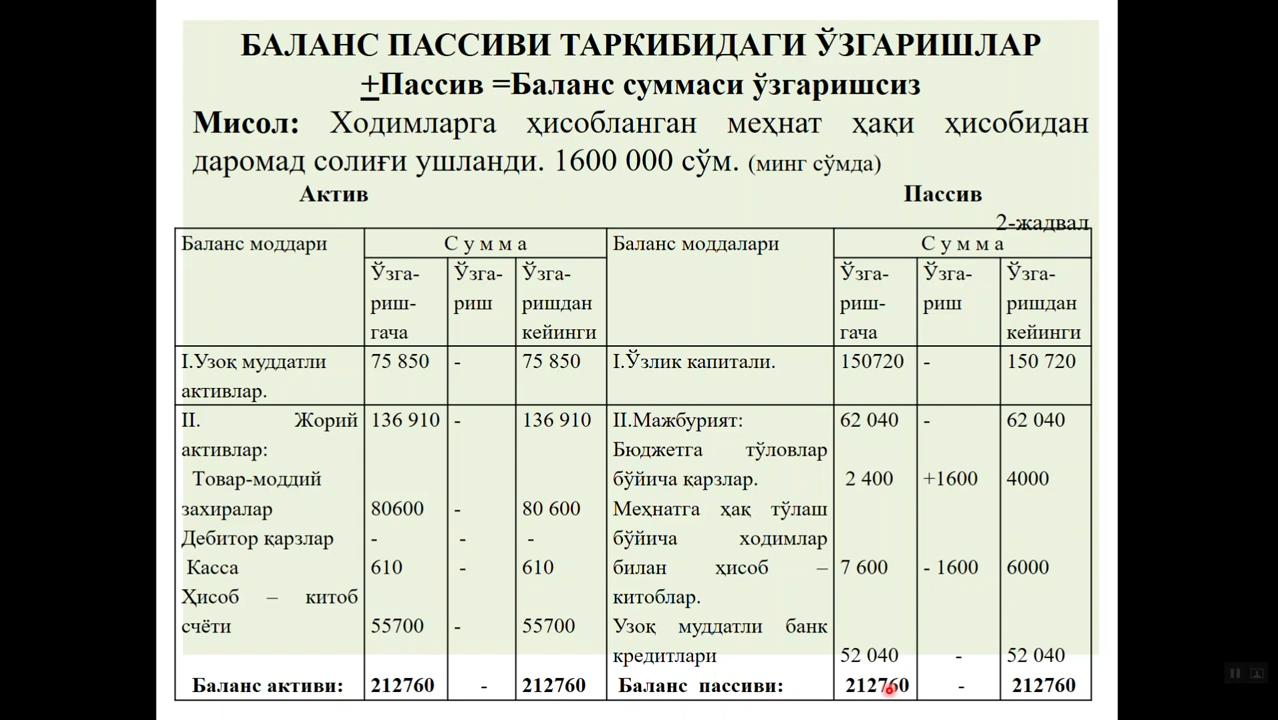 БАЛАНС ПАССИВИ ТАРКИБИДАГИ ЎЗГАРИШЛАР
+Пассив =Баланс суммаси ўзгаришсиз
Мисол: Ходимларга ҳисобланган меҳнат ҳақи ҳисобидан
даромад солиғи ушланди. 1600 000 сўм. (минг сўмда)
Актив Пассив
2-жадвал
Баланс моддари С у м м а Баланс моддалари С у м м а
Ўзга- Ўзга- Ўзга- Ўзга- Ўзга- Ўзга-
риш- риш ришдан риш- риш ришдан
гача кейинги гача кейинги
I.Узоқ муддатли 75 850 - 75 850 I.Ўзлик капитали. 150720 - 150 720
активлар.
II. Жорий 136 910 - 136 910 II.Мажбурият: 62 040 - 62 040
активлар: Бюджетга тўловлар
Товар-моддий бўйича қарзлар. 2 400 +1600 4000
захиралар 80600 - 80 600 Меҳнатга ҳақ тўлаш
Дебитор қарзлар - - - бўйича ходимлар
Касса 610 - 610 билан ҳисоб – 7 600 - 1600 6000
Ҳисоб – китоб китоблар.
счёти 55700 - 55700 Узоқ муддатли банк
кредитлари 52 040 - 52 040
Баланс активи: 212760 - 212760 Баланс пассиви: 212760 - 212760